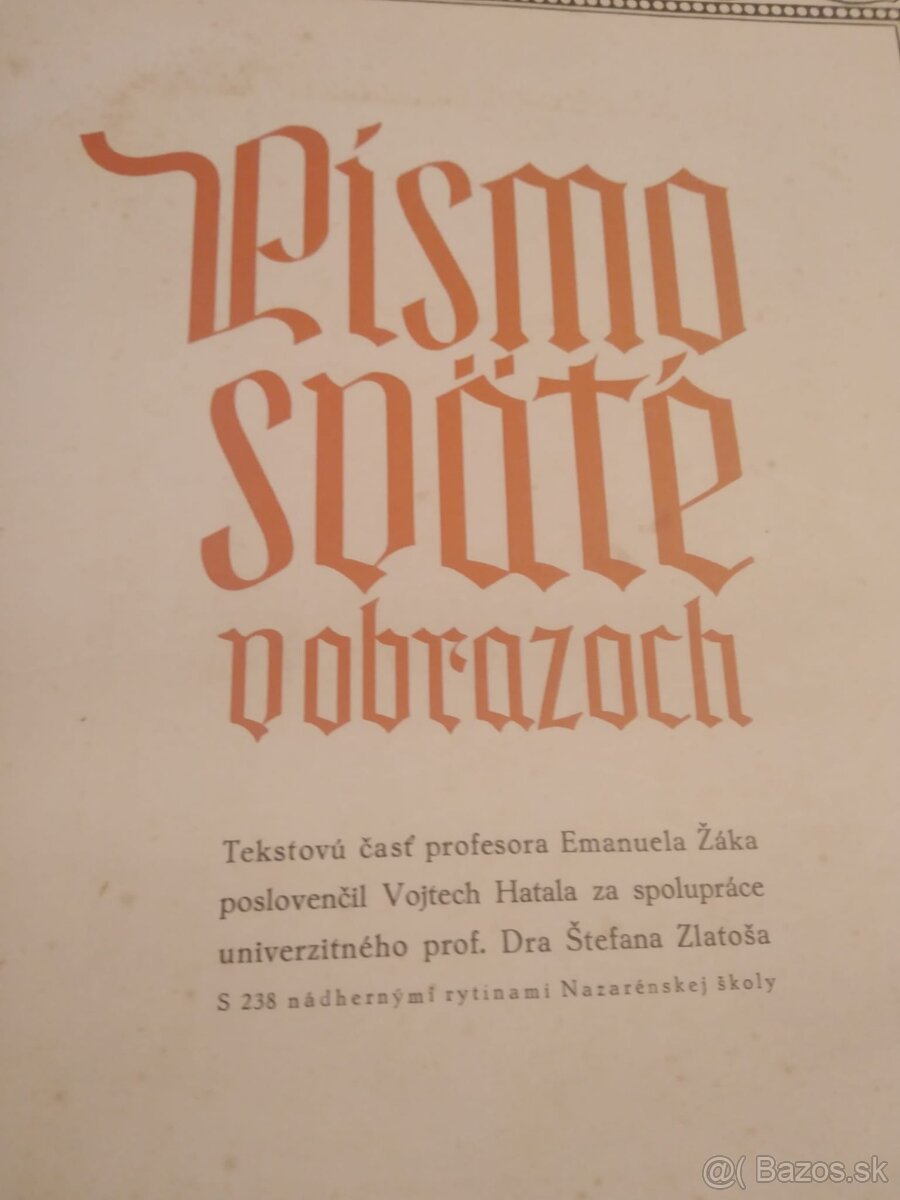 Písmo
sväté
v obrazoch
Tekstovú časť profesora Emanuela Žáka
poslovenčil Vojtech Hatala za spolupráce
univerzitného prof. Dra Štefana Zlatoša
S 238 nádhernými rytinami Nazarénskej školy
@( Bazos.sk